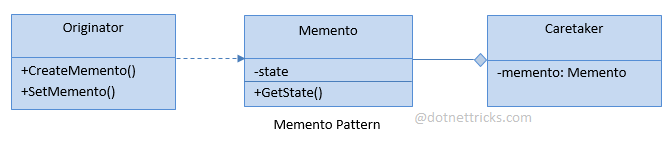 Originator
+CreateMemento()
+SetMemento()
Memento
-state
+GetState()
Caretaker
-memento: Memento
@dotnettricks.com
Memento Pattern